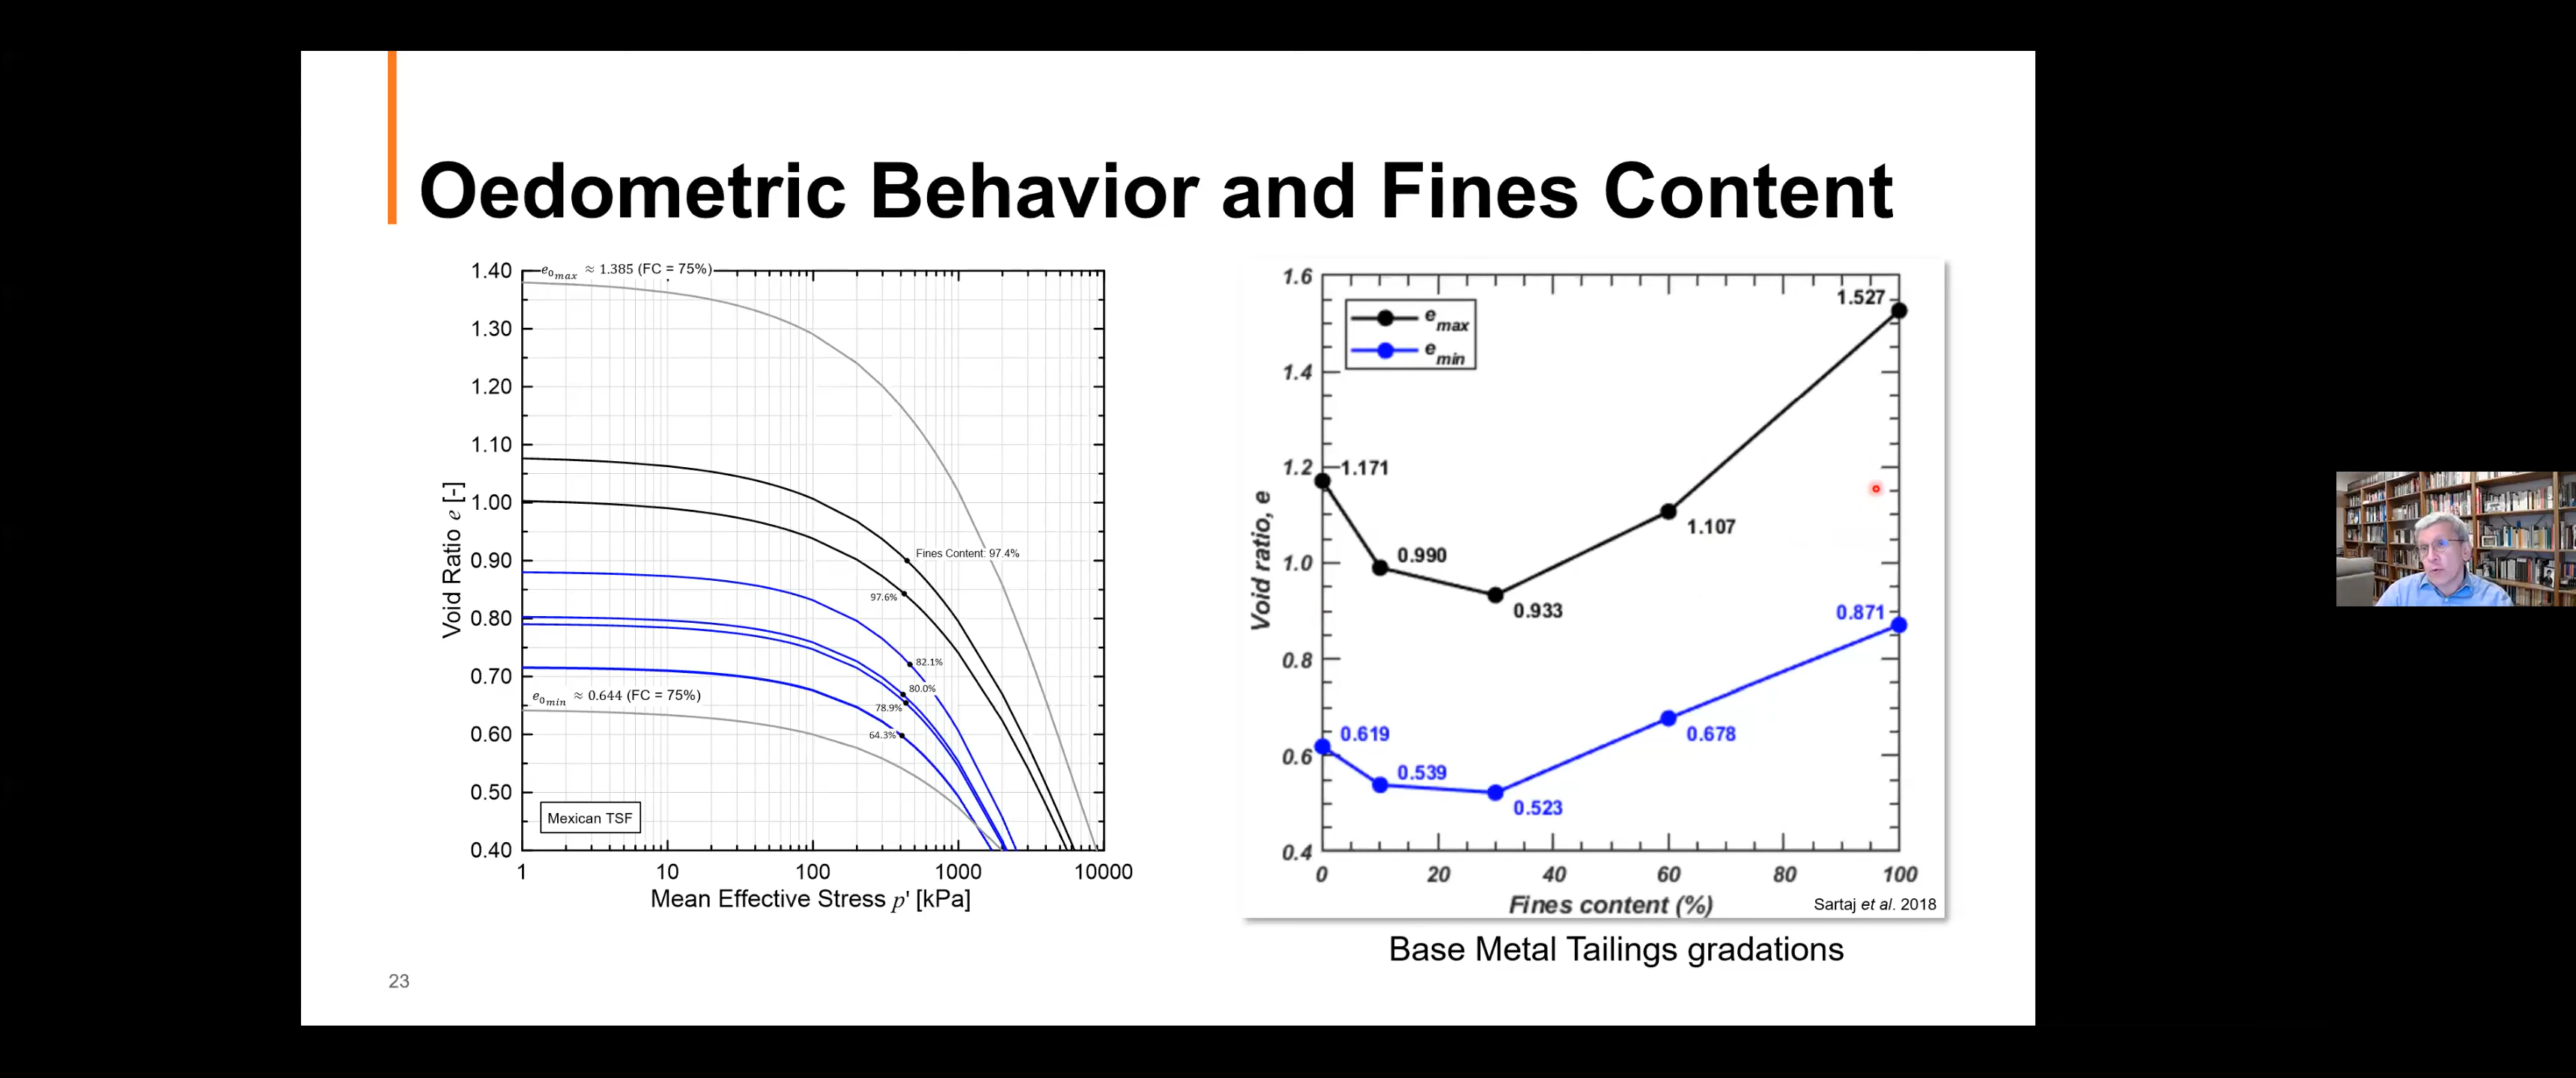 Oedometric Behavior and Fines Content
1.40
1.30
1.20
1.10
1.00
0.90
0.80
0.70
0.60
0.50
0.40
Void Ratio e [-]
e0max ≈ 1.385 (FC = 75%)
Fines Content: 97.4%
97.6%
82.1%
80.0%
78.9%
64.3%
e0min ≈ 0.644 (FC = 75%)
Mexican TSF
1 10 100 1000 10000
Mean Effective Stress p' [kPa]
1.6
1.4
1.2
1.0
0.8
0.6
0.4
Void ratio, e
emax
emin
1.527
1.171
0.990
0.933
1.107
0.871
0.619
0.539
0.523
0.678
0 20 40 60 80 100
Fines content (%)
Sartaj et al. 2018
Base Metal Tailings gradations
23